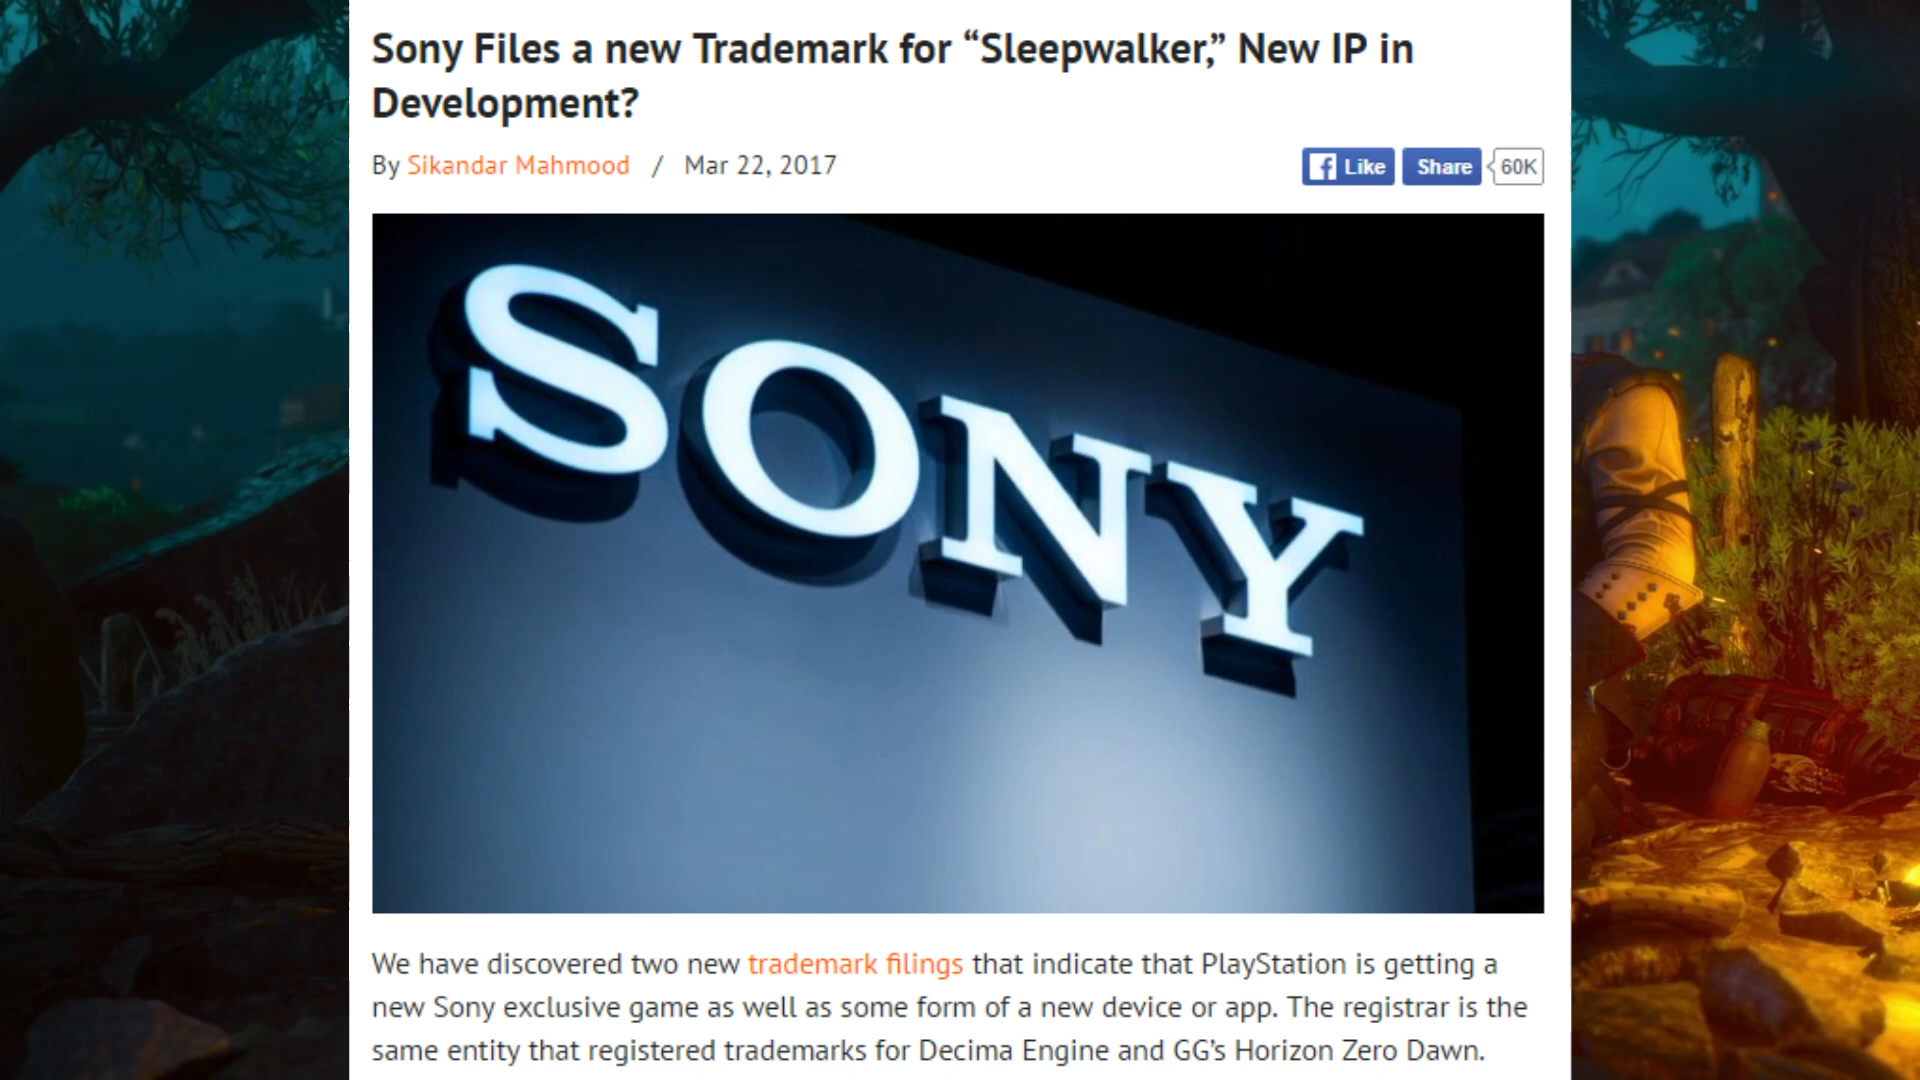 Sony Files a new Trademark for “Sleepwalker,” New IP in
Development?
By Sikandar Mahmood / Mar 22, 2017
Like Share 60K
SONY
We have discovered two new trademark filings that indicate that PlayStation is getting a
new Sony exclusive game as well as some form of a new device or app. The registrar is the
same entity that registered trademarks for Decima Engine and GG’s Horizon Zero Dawn.